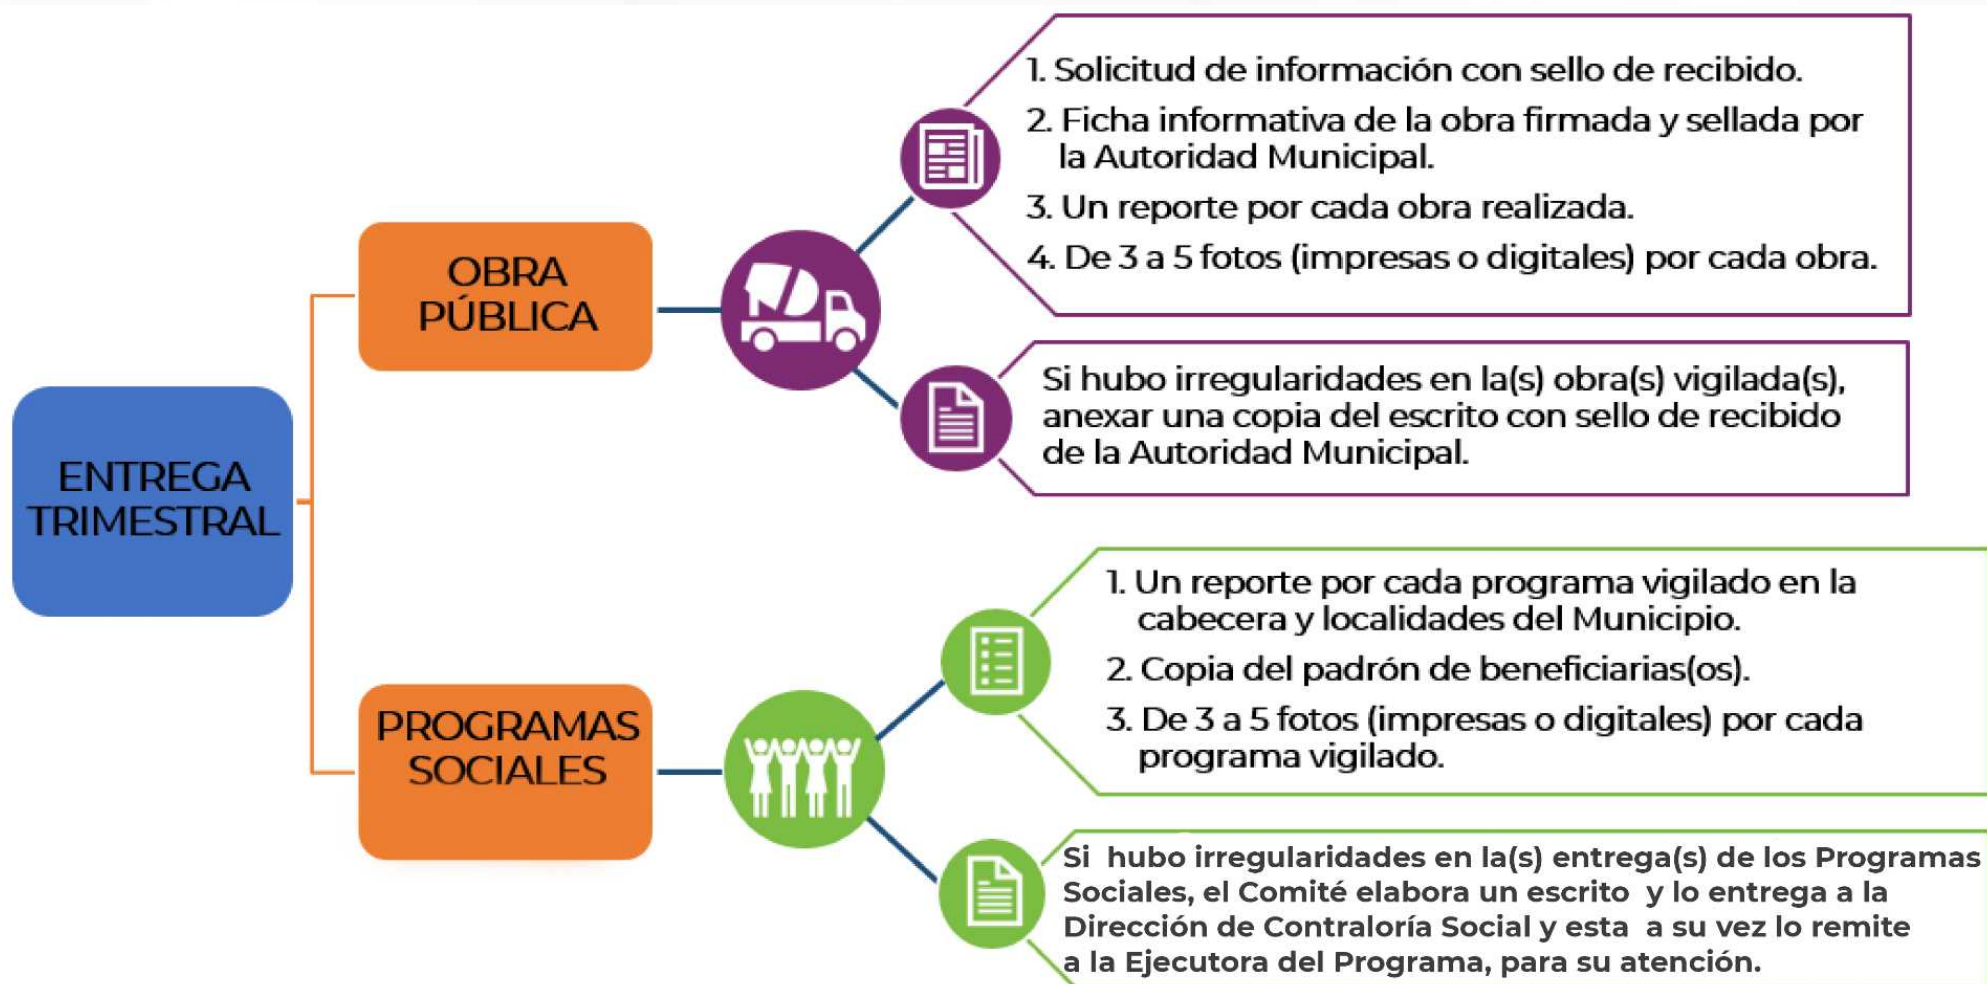 ENTREGA
TRIMESTRAL
OBRA
PÚBLICA
1. Solicitud de información con sello de recibido.
2. Ficha informativa de la obra firmada y sellada por
la Autoridad Municipal.
3. Un reporte por cada obra realizada.
4. De 3 a 5 fotos (impresas o digitales) por cada obra.
Si hubo irregularidades en la(s) obra(s) vigilada(s),
anexar una copia del escrito con sello de recibido
de la Autoridad Municipal.
PROGRAMAS
SOCIALES
1. Un reporte por cada programa vigilado en la
cabecera y localidades del Municipio.
2. Copia del padrón de beneficiarias(os).
3. De 3 a 5 fotos (impresas o digitales) por cada
programa vigilado.
Si hubo irregularidades en la(s) entrega(s) de los Programas
Sociales, el Comité elabora un escrito y lo entrega a la
Dirección de Contraloría Social y esta a su vez lo remite
a la Ejecutora del Programa, para su atención.